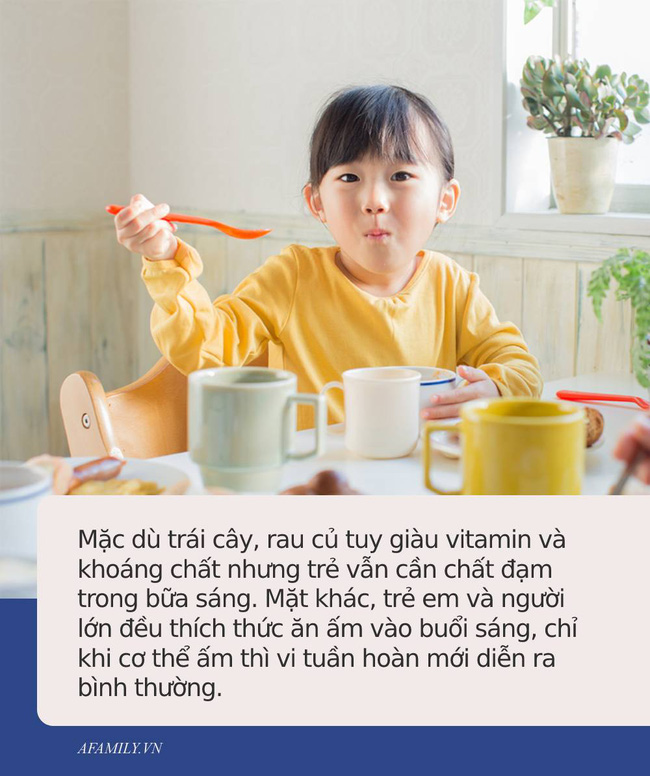 Mặc dù trái cây, rau củ tuy giàu vitamin và
khoáng chất nhưng trẻ vẫn cần chất đạm
trong bữa sáng. Mặt khác, trẻ em và người
lớn đều thích thức ăn ấm vào buổi sáng, chỉ
khi cơ thể ấm thì vi tuần hoàn mới diễn ra
bình thường.
AFAMILY.VN